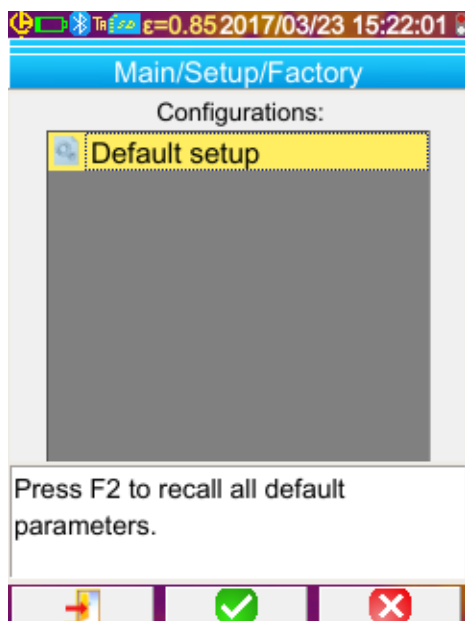 ε=0.85 2017/03/23 15:22:01
Main/Setup/Factory
Configurations:
Default setup
Press F2 to recall all default
parameters.